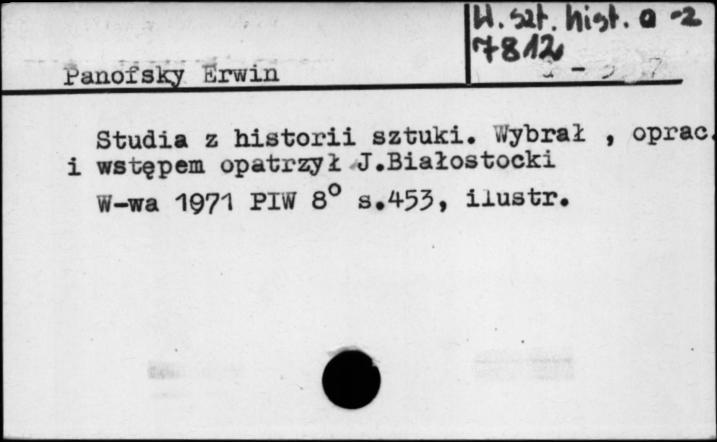 W. szt. hist. a-z
7812
Panofsky Erwin
Studia z historii sztuki. Wybrał , oprac.
i wstępem opatrzył J.Białostocki
W-wa 1971 PIW 8° s.453, ilustr.